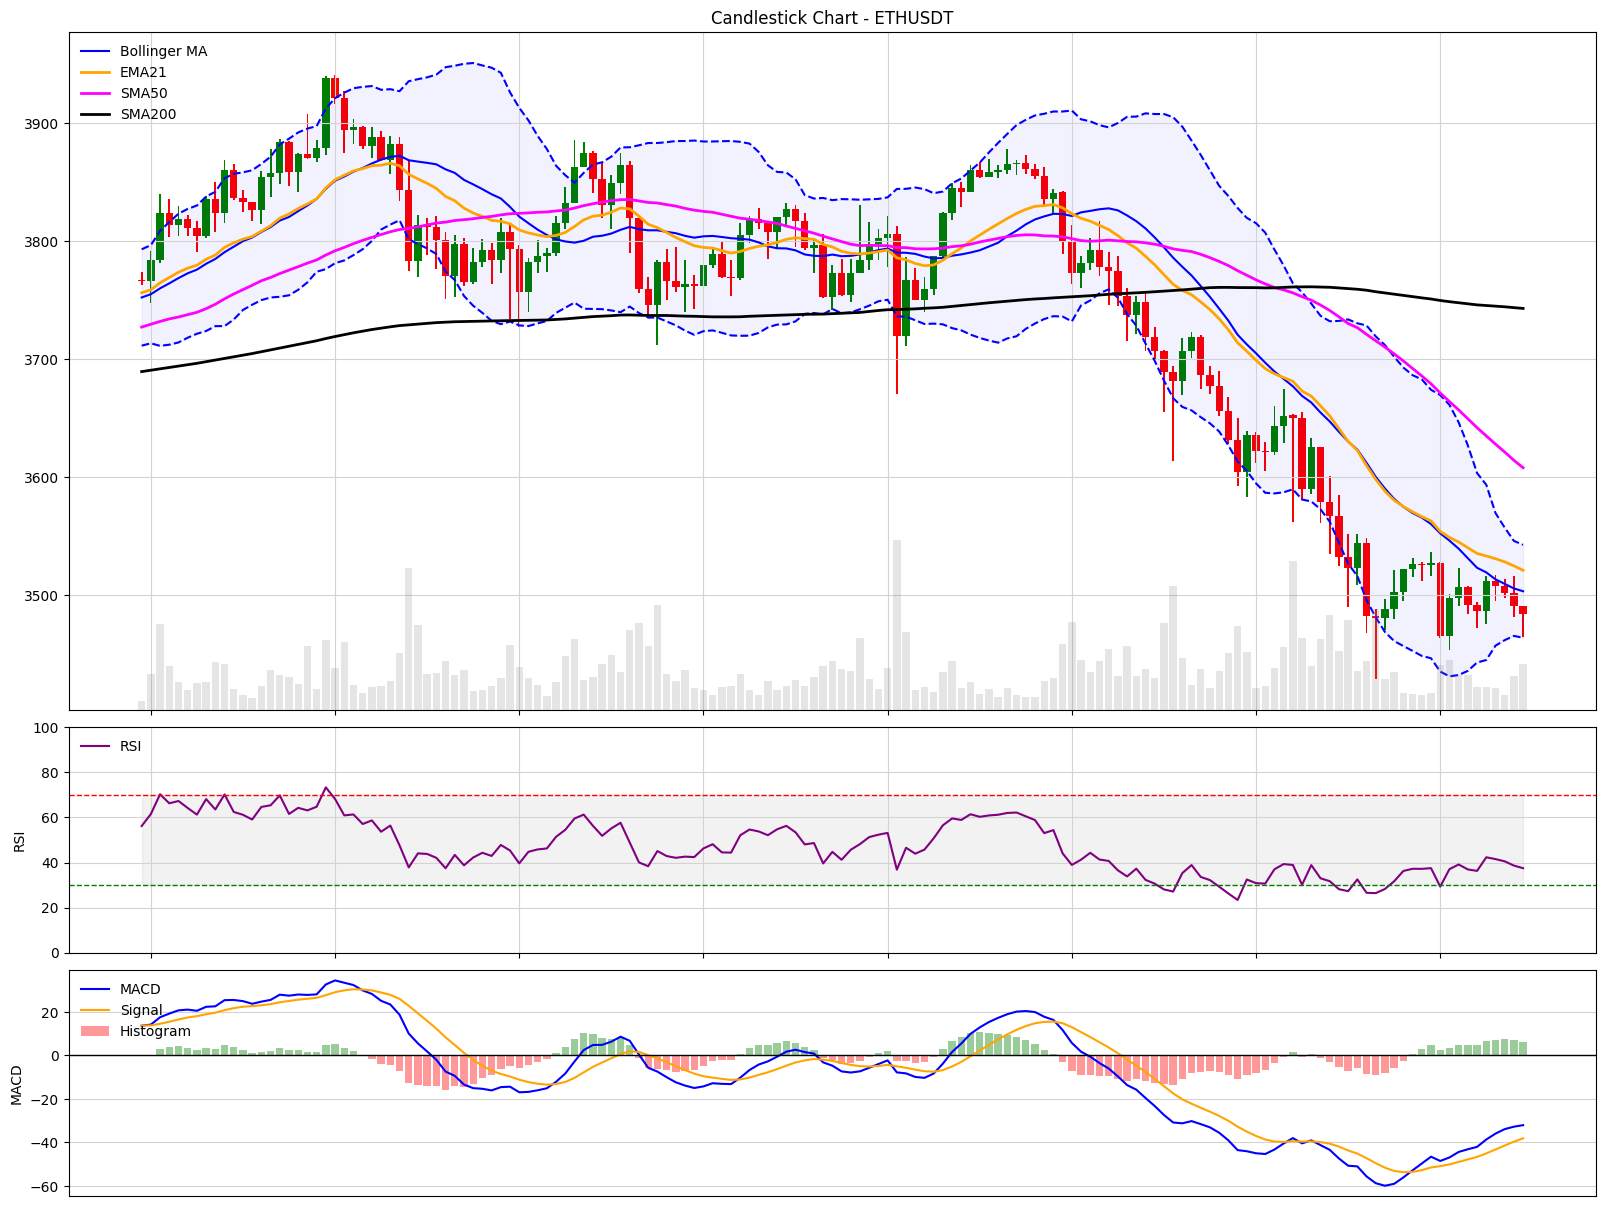 Candlestick Chart - ETHUSDT
Bollinger MA
EMA21
SMA50
SMA200
3900
3800
3700
3600
3500
100
80
60
40
20
0
RSI
RSI
20
0
−20
−40
−60
MACD
MACD
Signal
Histogram